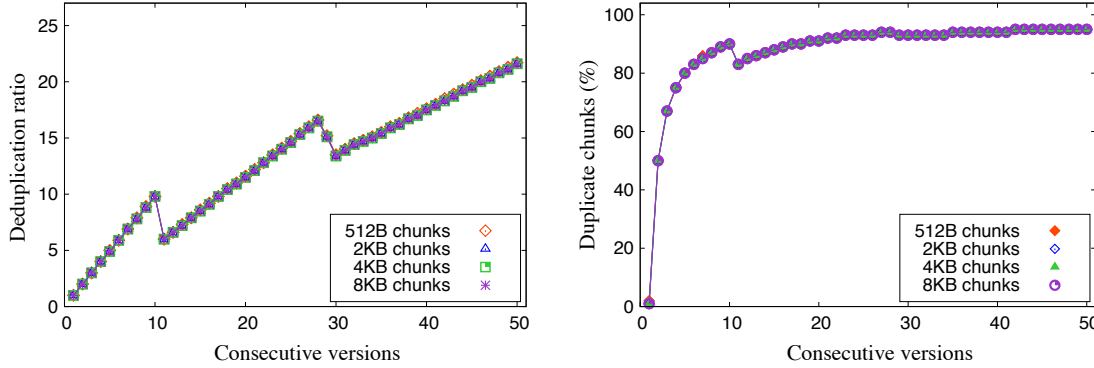 Deduplication ratio
25
20
15
10
5
0
0 10 20 30 40 50
Consecutive versions
512B chunks
2KB chunks
4KB chunks
8KB chunks
Duplicate chunks (%)
100
80
60
40
20
0
0 10 20 30 40 50
Consecutive versions
512B chunks
2KB chunks
4KB chunks
8KB chunks